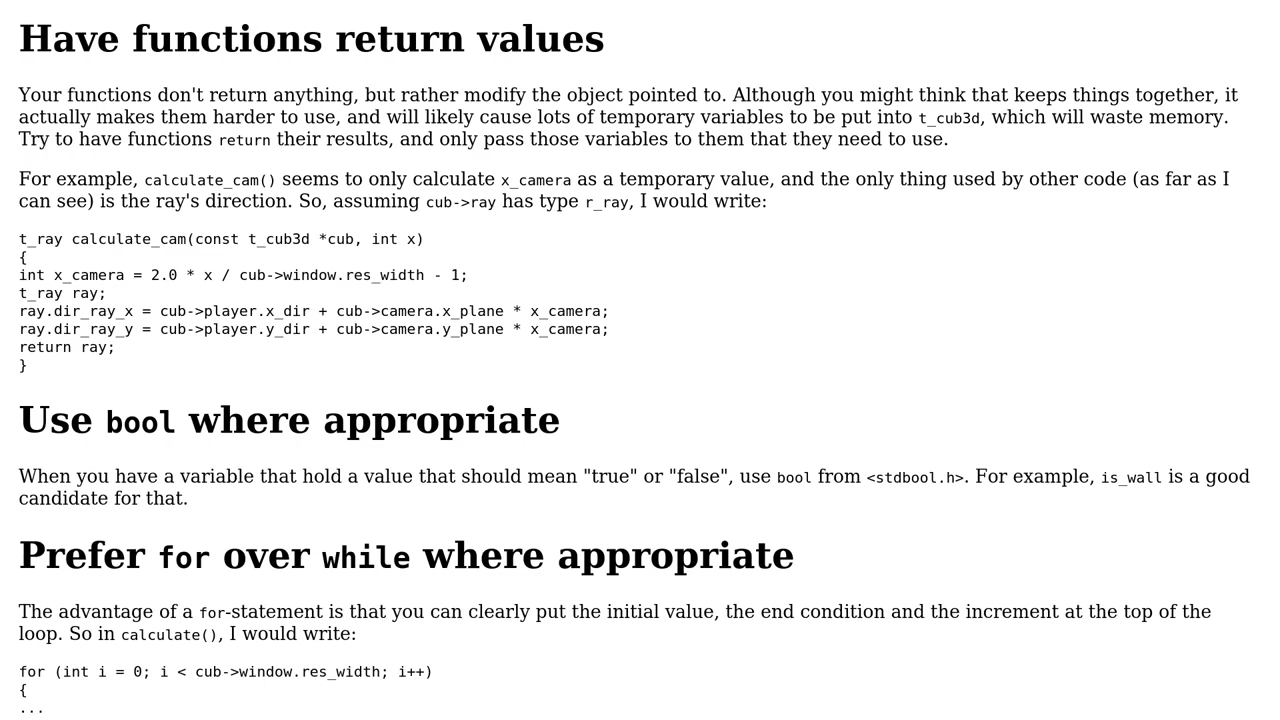 Have functions return values
Your functions don't return anything, but rather modify the object pointed to. Although you might think that keeps things together, it
actually makes them harder to use, and will likely cause lots of temporary variables to be put into t_cub3d, which will waste memory.
Try to have functions return their results, and only pass those variables to them that they need to use.
For example, calculate_cam() seems to only calculate x_camera as a temporary value, and the only thing used by other code (as far as I
can see) is the ray's direction. So, assuming cub->ray has type r_ray, I would write:
t_ray calculate_cam(const t_cub3d *cub, int x)
{
int x_camera = 2.0 * x / cub->window.res_width - 1;
t_ray ray;
ray.dir_ray_x = cub->player.x_dir + cub->camera.x_plane * x_camera;
ray.dir_ray_y = cub->player.y_dir + cub->camera.y_plane * x_camera;
return ray;
}
Use bool where appropriate
When you have a variable that hold a value that should mean "true" or "false", use bool from <stdbool.h>. For example, is_wall is a good
candidate for that.
Prefer for over while where appropriate
The advantage of a for-statement is that you can clearly put the initial value, the end condition and the increment at the top of the
loop. So in calculate(), I would write:
for (int i = 0; i < cub->window.res_width; i++)
{
...